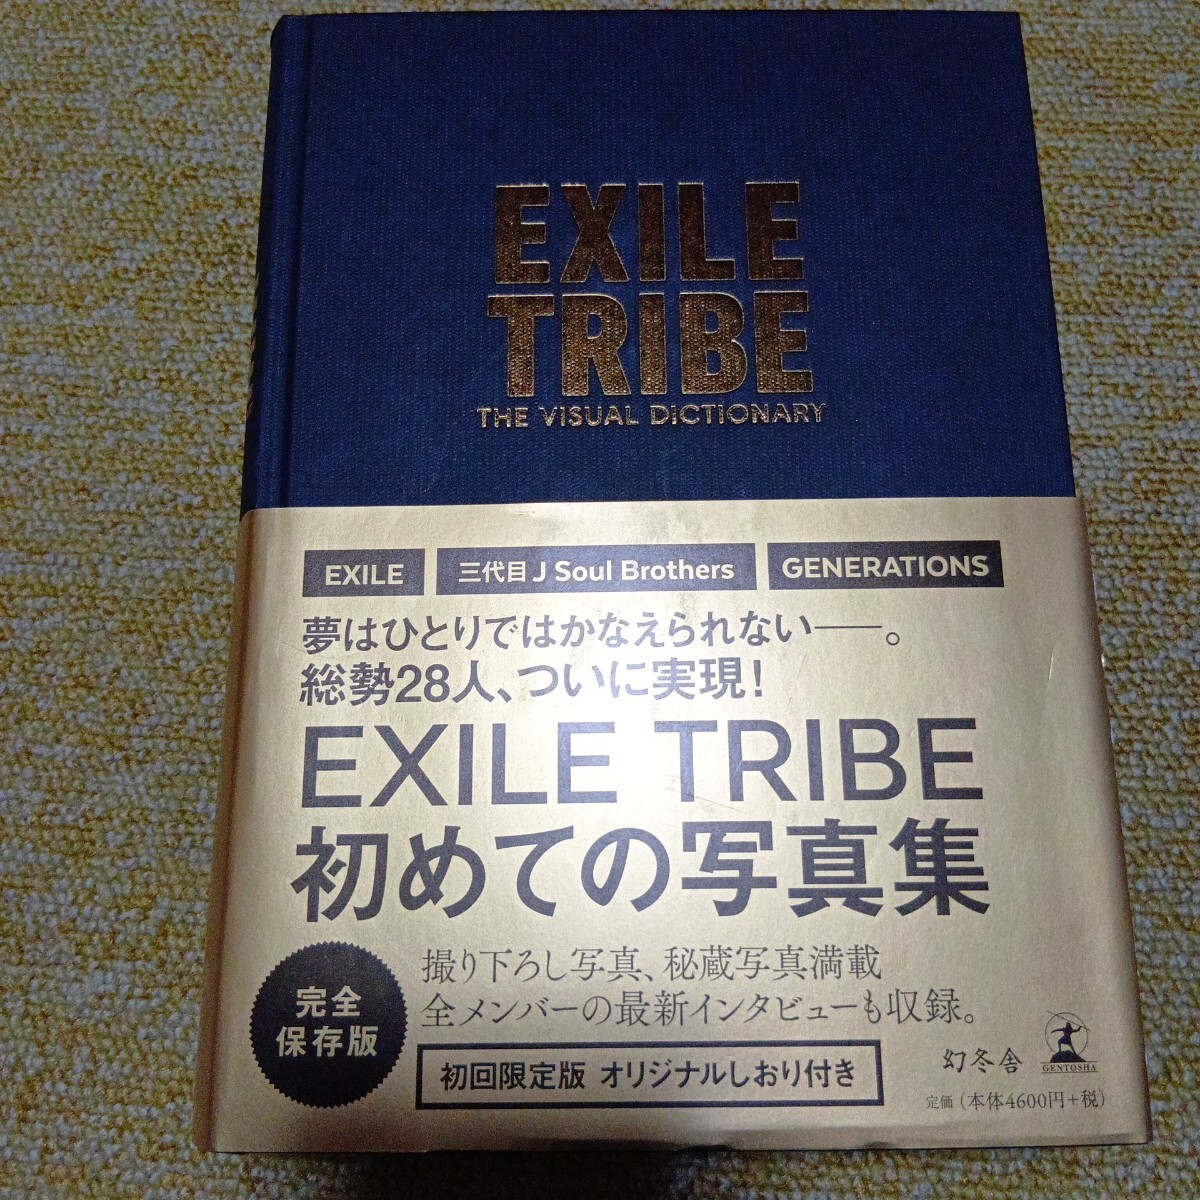 EXILE
TRIBE
THE VISUAL DICTIONARY
EXILE
三代目 J Soul Brothers
GENERATIONS
夢はひとりではかなえられない——。
総勢28人、ついに実現!
EXILE TRIBE
初めての写真集
完全
保存版
撮り下ろし写真、秘蔵写真満載
全メンバーの最新インタビューも収録。
初回限定版 オリジナルしおり付き
幻冬舎
GENTOSHA
定価(本体4600円+税)